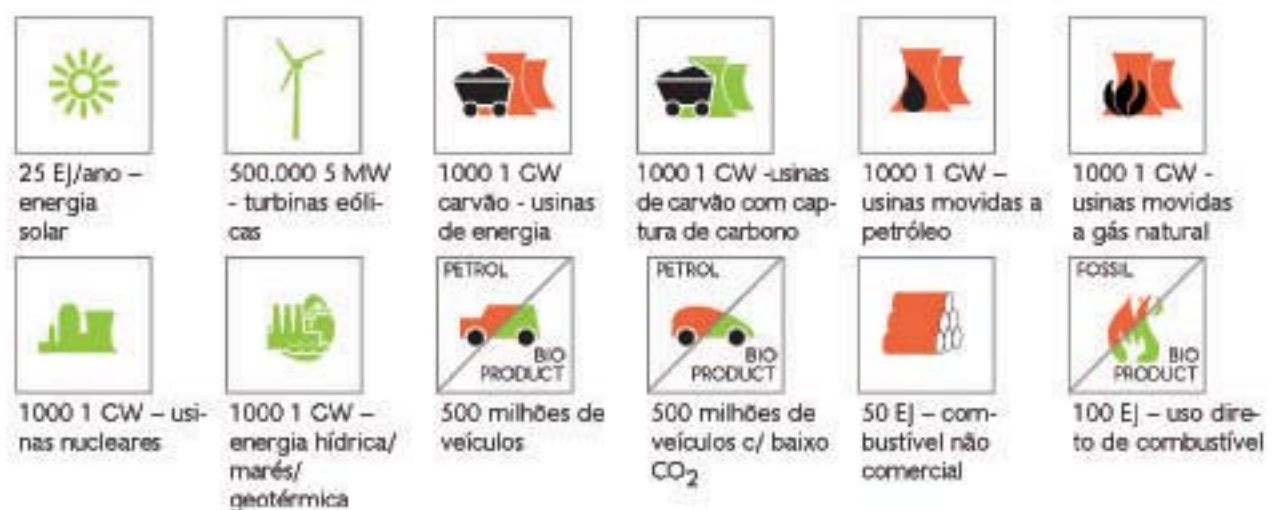 25 EJ/ano –
energia
solar
500.000 5 MW
- turbinas eóli-
cas
1000 1 GW
carvão - usinas
de energia
1000 1 GW -usinas
de carvão com cap-
tura de carbono
1000 1 GW –
usinas movidas a
petróleo
1000 1 GW -
usinas movidas
a gás natural
1000 1 GW – usi-
nas nucleares
1000 1 GW –
energia hídrica/
marés/
geotérmica
PETROL
BIO
PRODUCT
500 milhões de
veículos
PETROL
BIO
PRODUCT
500 milhões de
veículos c/ baixo
CO2
50 EJ – com-
bustível não
comercial
FOSSIL
BIO
PRODUCT
100 EJ – uso dire-
to de combustível